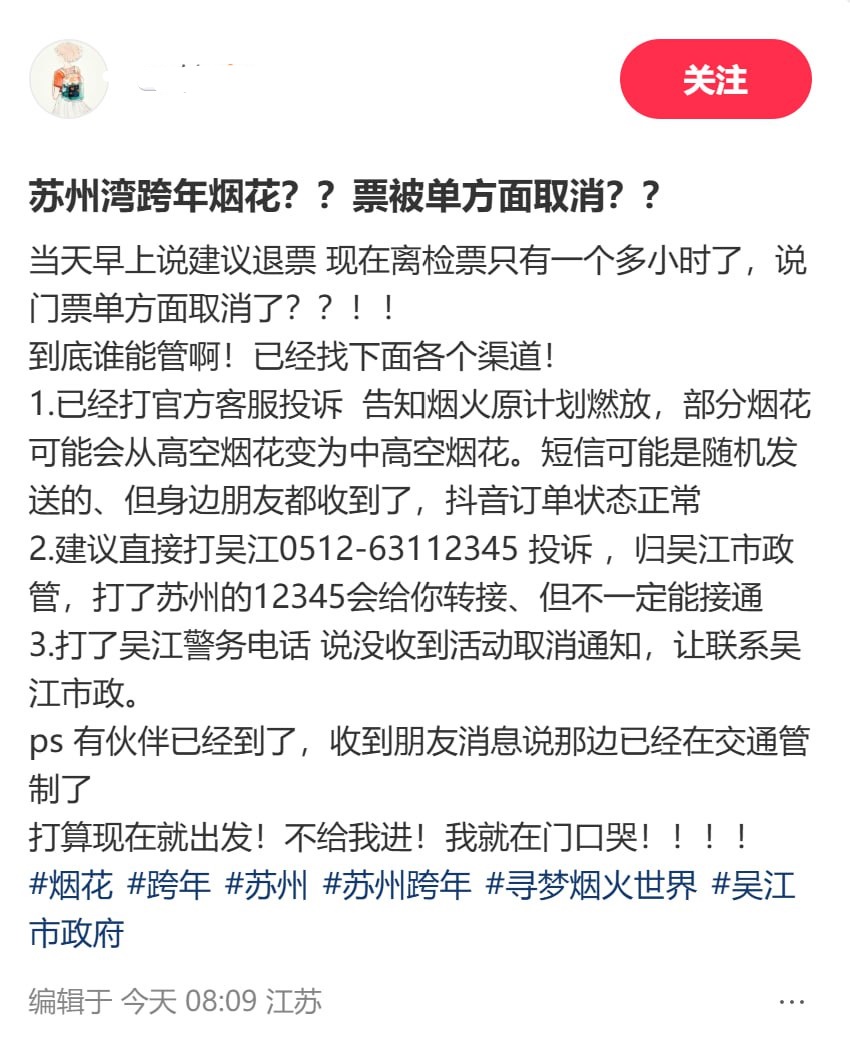 关注
苏州湾跨年烟花？？票被单方面取消？？
当天早上说建议退票 现在离检票只有一个多小时了，说
门票单方面取消了？？！！
到底谁能管啊！已经找下面各个渠道！
1.已经打官方客服投诉  告知烟火原计划燃放，部分烟花
可能会从高空烟花变为中高空烟花。短信可能是随机发
送的、但身边朋友都收到了，抖音订单状态正常
2.建议直接打吴江0512-63112345 投诉 ，归吴江市政
管，打了苏州的12345会给你转接、但不一定能接通
3.打了吴江警务电话 说没收到活动取消通知，让联系吴
江市政。
ps 有伙伴已经到了，收到朋友消息说那边已经在交通管
制了
打算现在就出发！不给我进！我就在门口哭！！！！
#烟花 #跨年 #苏州 #苏州跨年 #寻梦烟火世界 #吴江
市政府
编辑于 今天 08:09 江苏